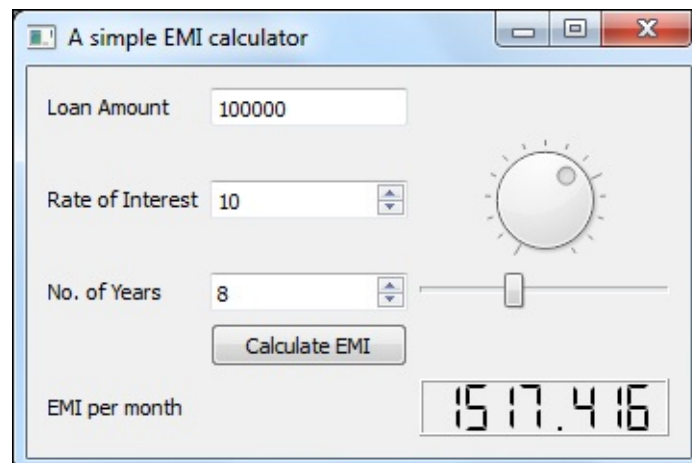 A simple EMI calculator
Loan Amount 100000
Rate of Interest 10
No. of Years 8
Calculate EMI
EMI per month 1517.416